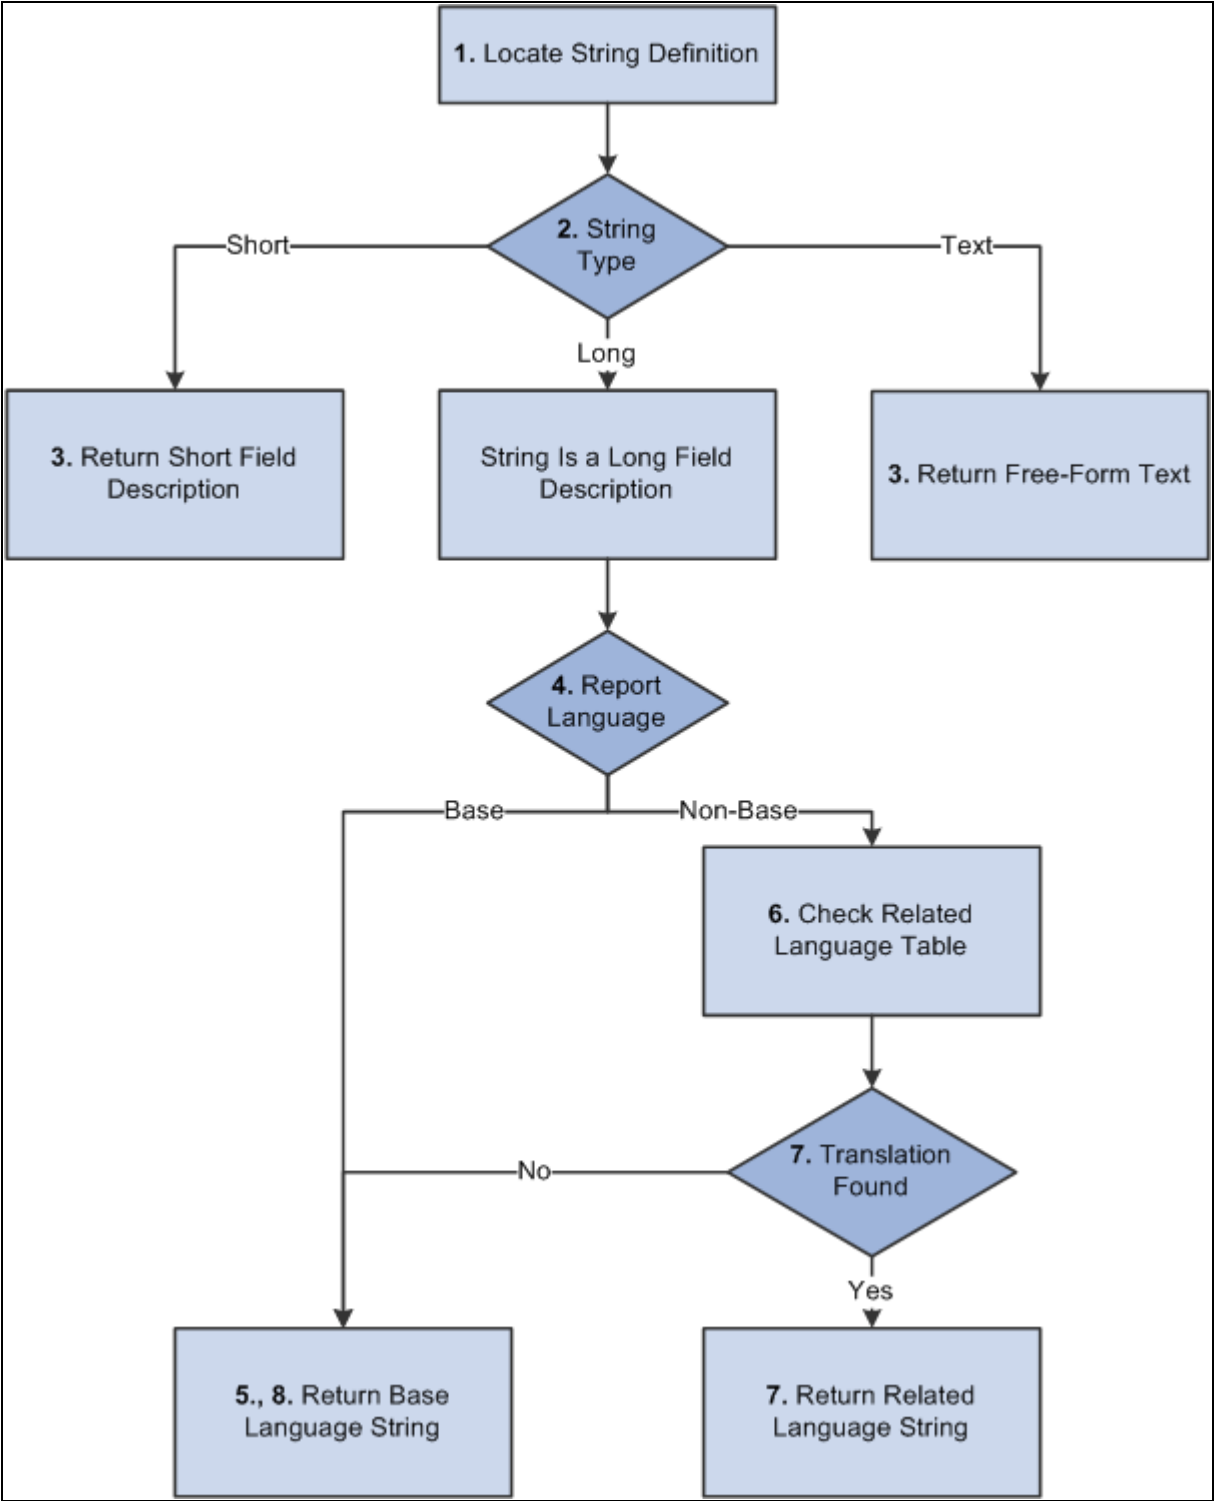 1. Locate String Definition
2. String
Type
Short
Text
Long
3. Return Short Field
Description
String Is a Long Field
Description
3. Return Free-Form Text
4. Report
Language
Base
Non-Base
6. Check Related
Language Table
7. Translation
Found
No
Yes
5., 8. Return Base
Language String
7. Return Related
Language String